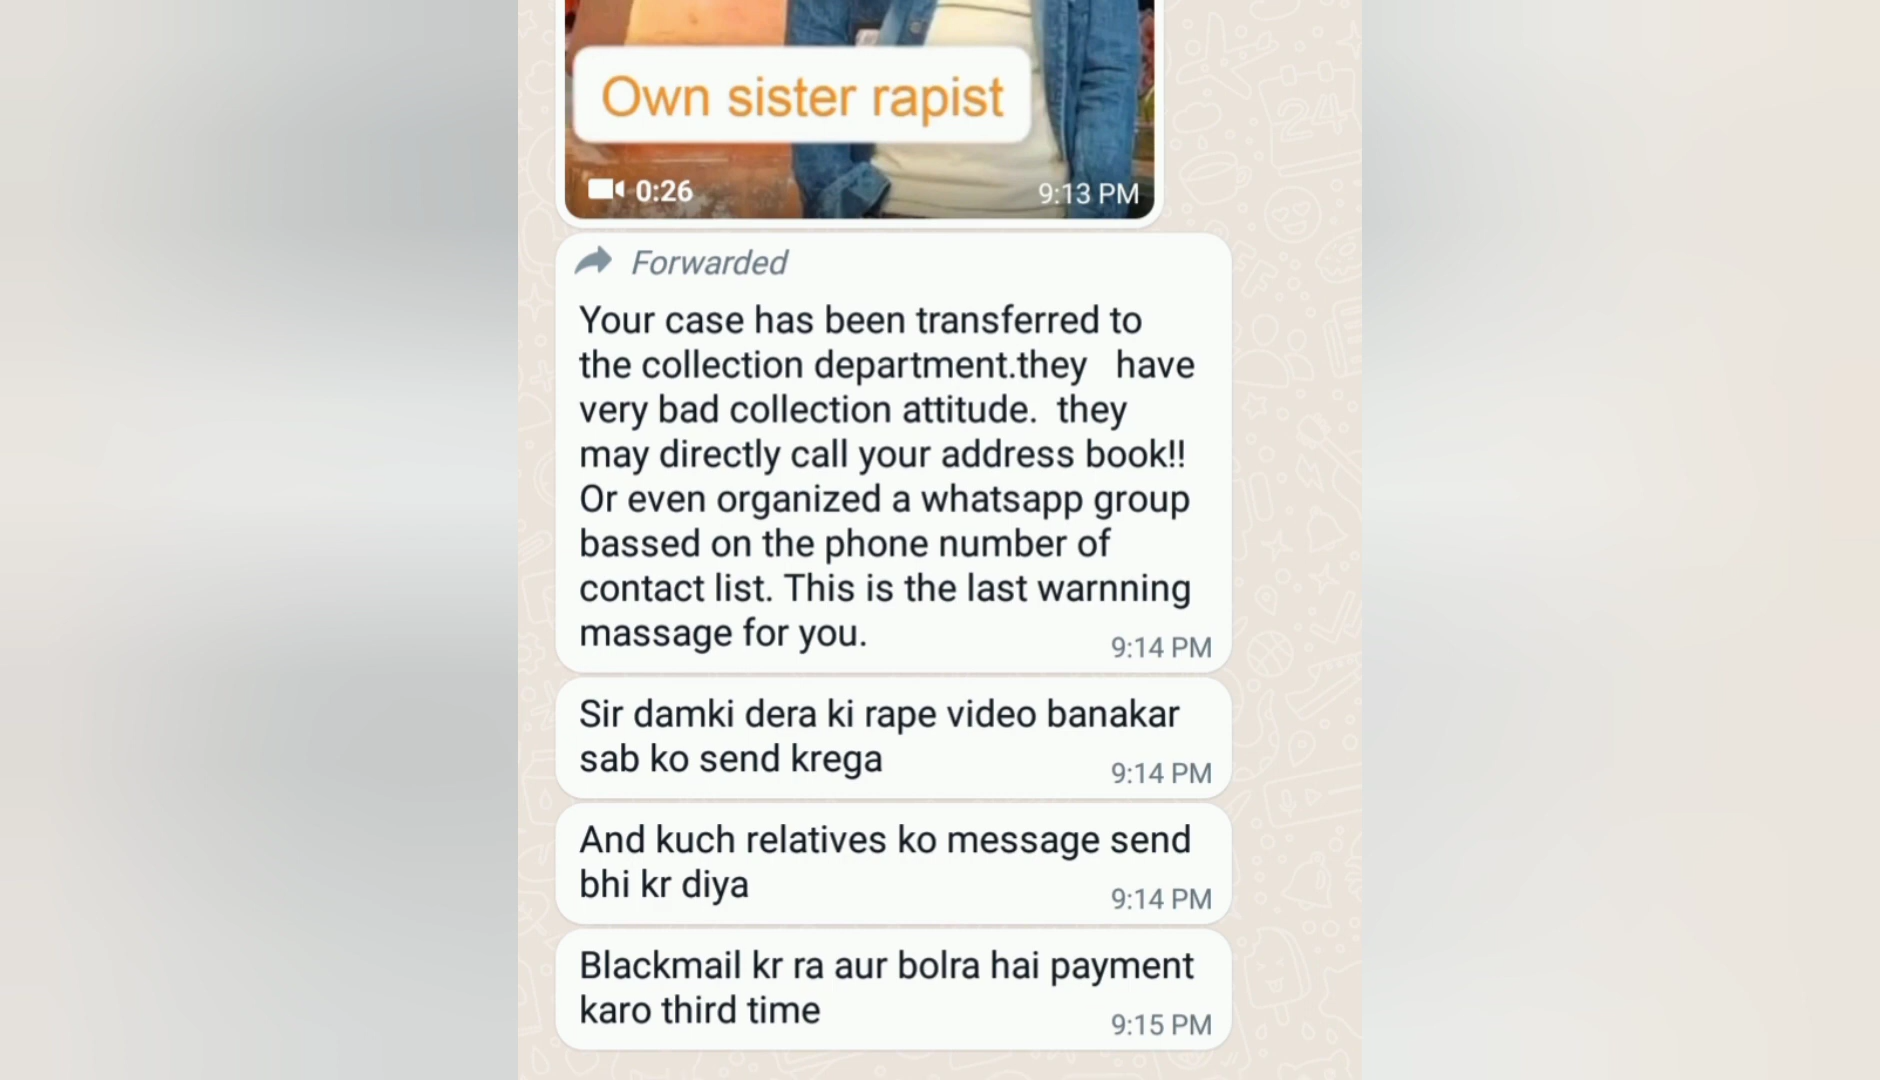 Own sister rapist
0:26
9:13 PM
Forwarded
Your case has been transferred to
the collection department.they have
very bad collection attitude. they
may directly call your address book!!
Or even organized a whatsapp group
bassed on the phone number of
contact list. This is the last warnning
massage for you.
9:14 PM
Sir damki dera ki rape video banakar
sab ko send krega
9:14 PM
And kuch relatives ko message send
bhi kr diya
9:14 PM
Blackmail kr ra aur bolra hai payment
karo third time
9:15 PM